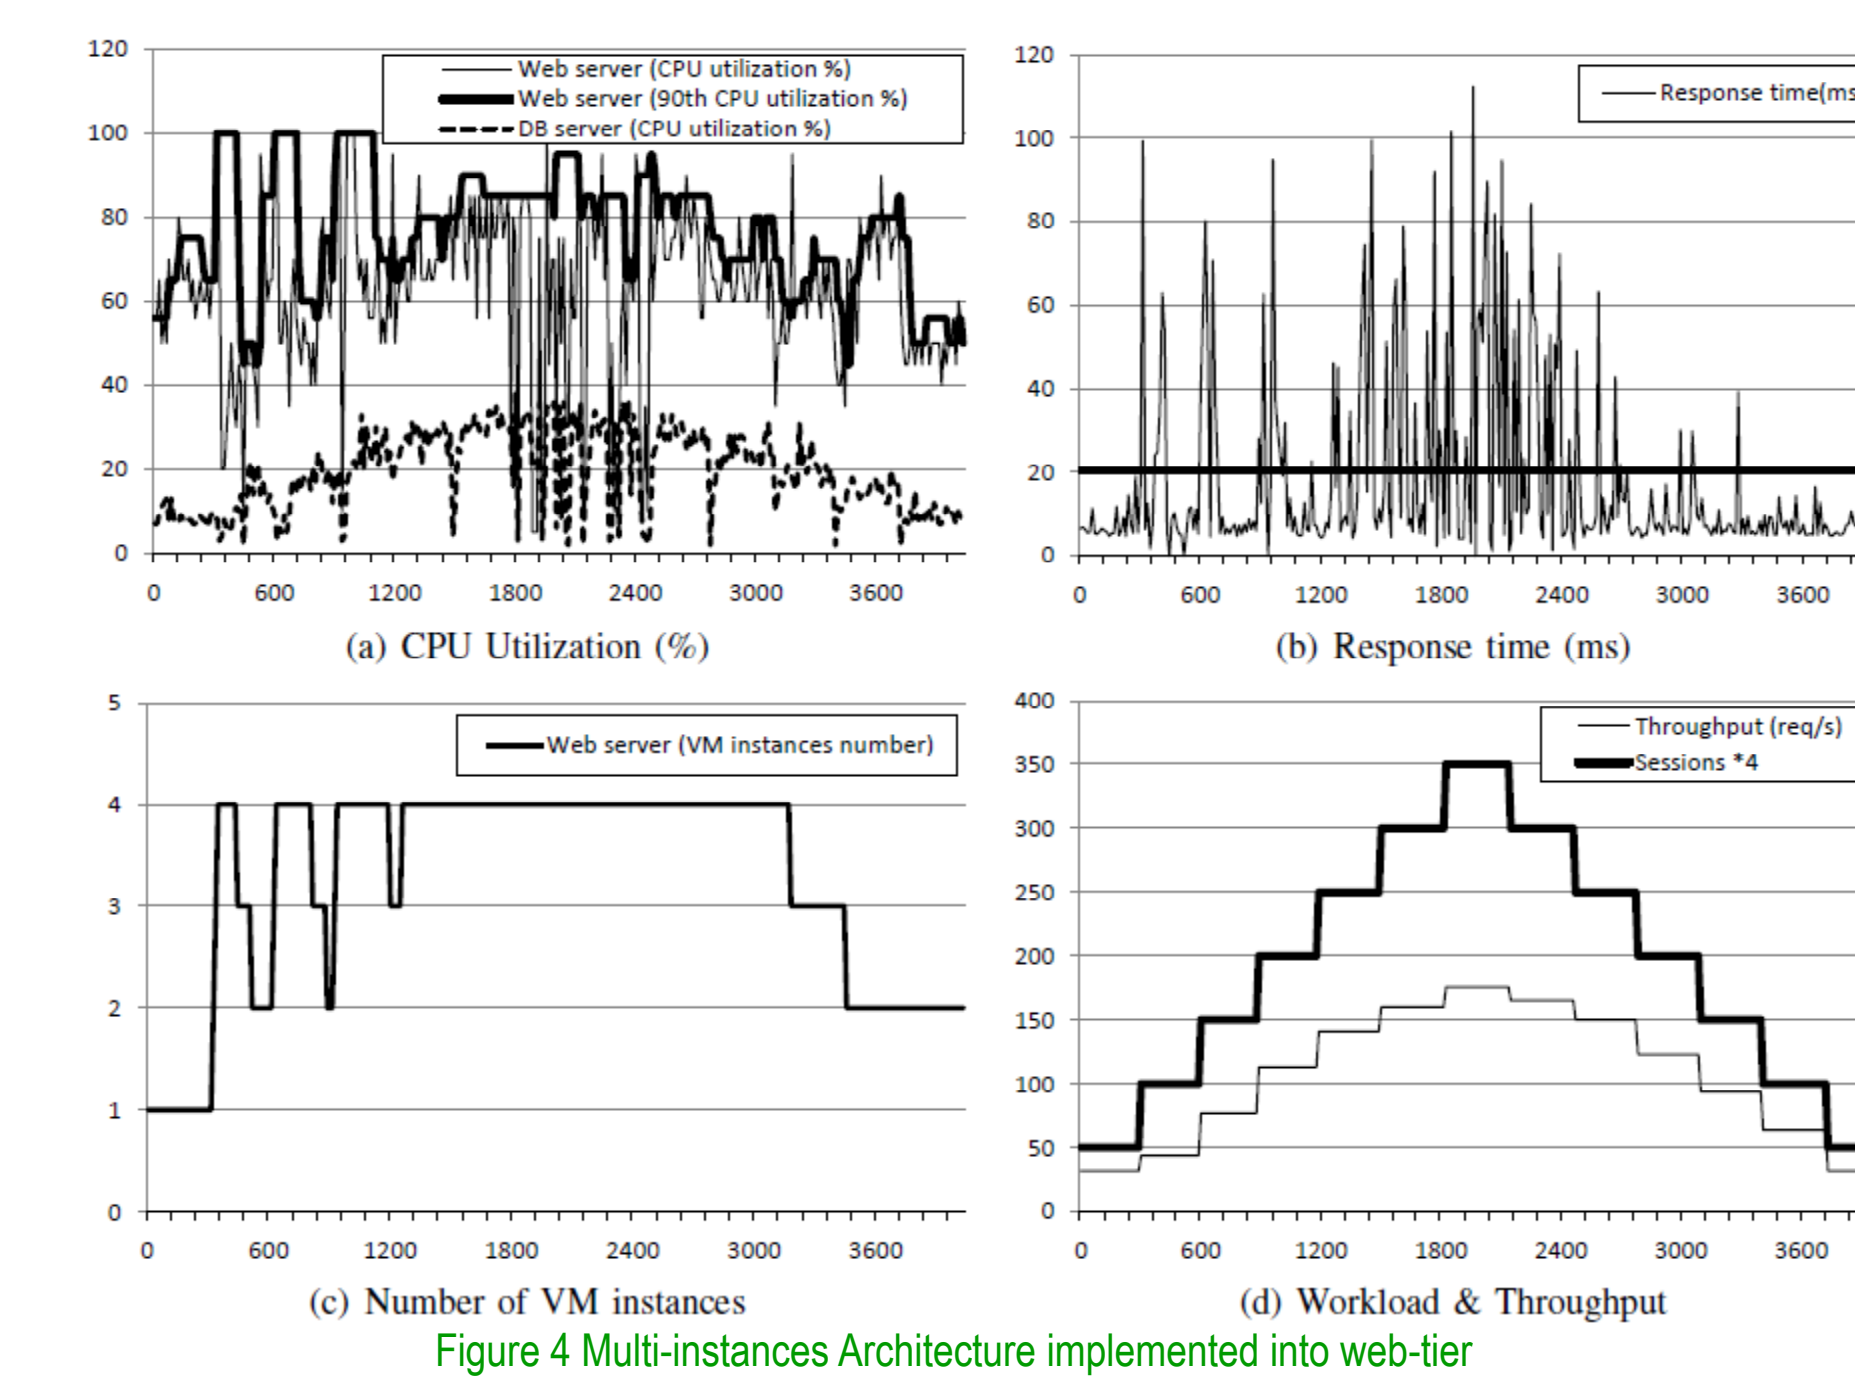 120
100
80
60
40
20
0
Web server (CPU utilization %)
Web server (90th CPU utilization %)
DB server (CPU utilization %)
0 600 1200 1800 2400 3000 3600
(a) CPU Utilization (%)
120
100
80
60
40
20
0
Response time(ms
0 600 1200 1800 2400 3000 3600
(b) Response time (ms)
5
4
3
2
1
0
Web server (VM instances number)
0 600 1200 1800 2400 3000 3600
(c) Number of VM instances
400
350
300
250
200
150
100
50
0
Throughput (req/s)
Sessions *4
0 600 1200 1800 2400 3000 3600
(d) Workload & Throughput
Figure 4 Multi-instances Architecture implemented into web-tier